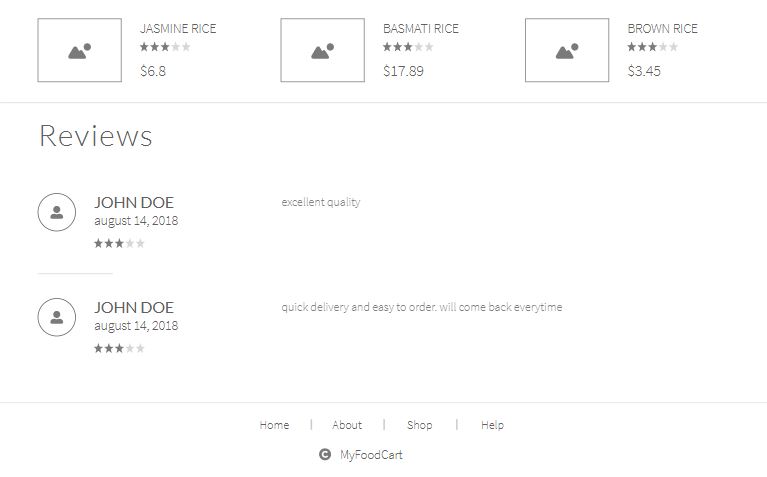 JASMINE RICE
$6.8
BASMATI RICE
$17.89
BROWN RICE
$3.45
Reviews
JOHN DOE
august 14, 2018
excellent quality
JOHN DOE
august 14, 2018
quick delivery and easy to order. will come back everytime
Home | About | Shop | Help
© MyFoodCart